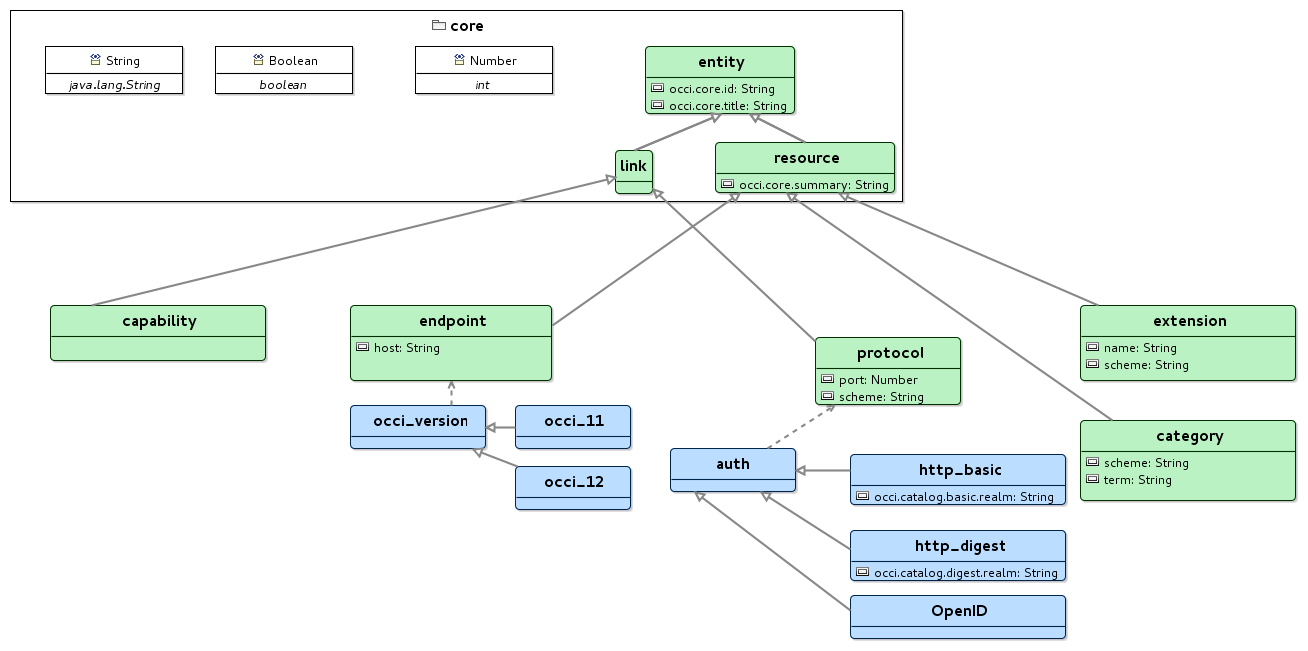 core
String
java.lang.String
Boolean
boolean
Number
int
entity
occi.core.id: String
occi.core.title: String
link
resource
occi.core.summary: String
capability
endpoint
host: String
protocol
port: Number
scheme: String
extension
name: String
scheme: String
occi_version
occi_11
occi_12
category
scheme: String
term: String
auth
http_basic
occi.catalog.basic.realm: String
http_digest
occi.catalog.digest.realm: String
OpenID